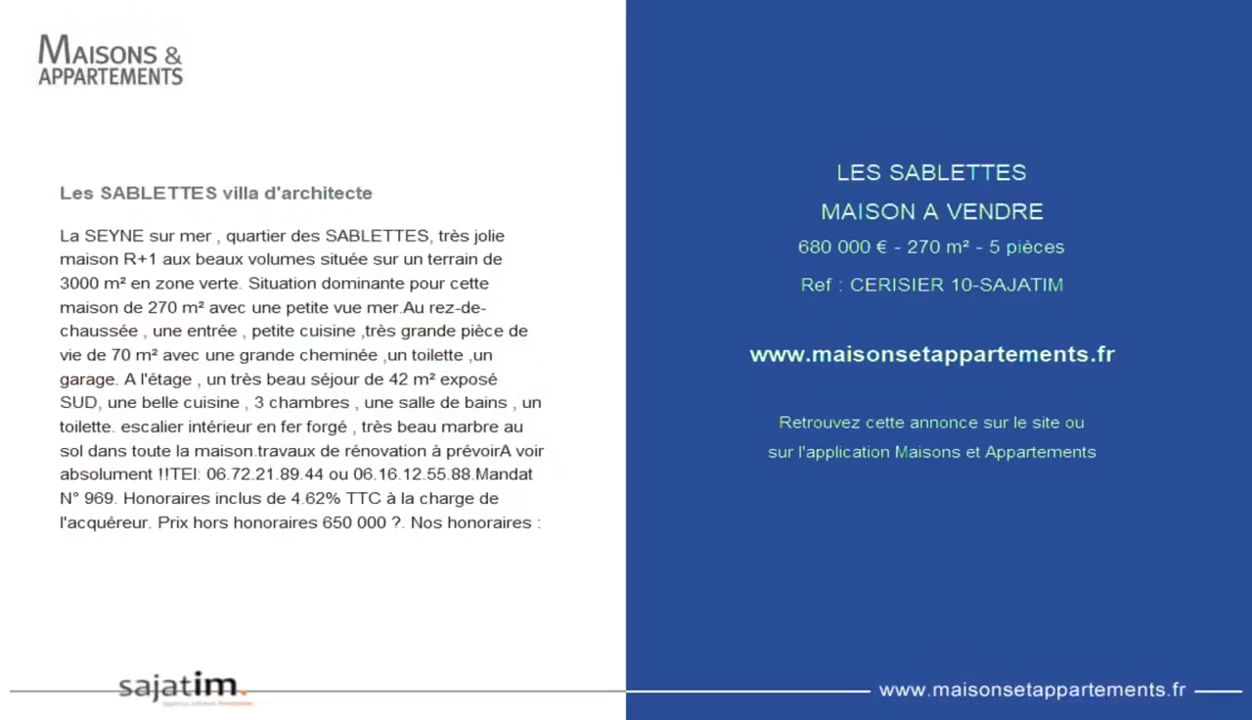 MAISONS &
APPARTEMENTS
Les SABLETTES villa d'architecte
La SEYNE sur mer , quartier des SABLETTES, très jolie
maison R+1 aux beaux volumes située sur un terrain de
3000 m² en zone verte. Situation dominante pour cette
maison de 270 m² avec une petite vue mer.Au rez-de-
chaussée , une entrée , petite cuisine ,très grande pièce de
vie de 70 m² avec une grande cheminée ,un toilette ,un
garage. A l'étage , un très beau séjour de 42 m² exposé
SUD, une belle cuisine , 3 chambres , une salle de bains , un
toilette. escalier intérieur en fer forgé , très beau marbre au
sol dans toute la maison.travaux de rénovation à prévoirA voir
absolument !!TEl: 06.72.21.89.44 ou 06.16.12.55.88.Mandat
N° 969. Honoraires inclus de 4.62% TTC à la charge de
l'acquéreur. Prix hors honoraires 650 000 ?. Nos honoraires :
sajatim.
LES SABLETTES
MAISON A VENDRE
680 000 € - 270 m² - 5 pièces
Ref : CERISIER 10-SAJATIM
www.maisonsetappartements.fr
Retrouvez cette annonce sur le site ou
sur l'application Maisons et Appartements
www.maisonsetappartements.fr